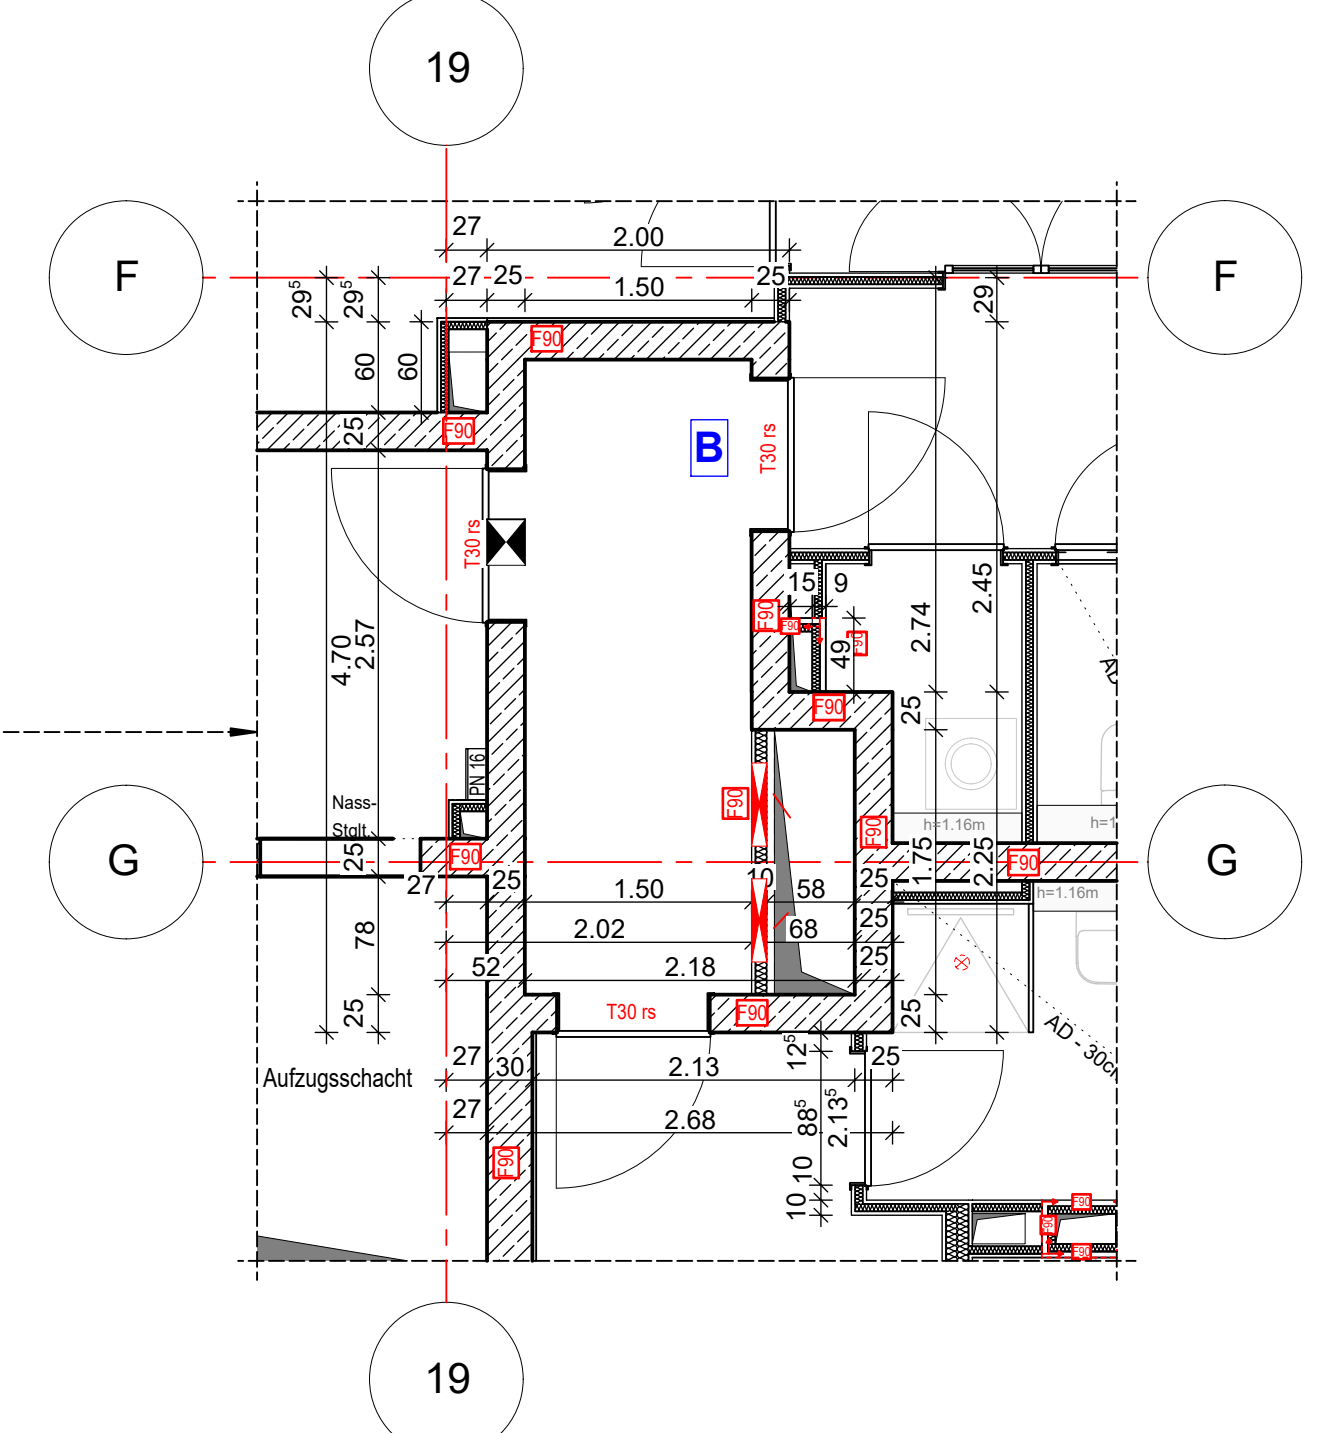 19
F
F
27
2.00
27
25
1.50
25
29⁵
29⁵
29
60
60
F90
25
F90
B
T30 rs
T30 rs
15
9
F90
F90
F90
49
2.74
2.45
4.70
2.57
F90
25
PN 16
Nass-
Stglt.
F90
F90
h=1.16m
G
25
F90
F90
G
27
25
1.50
10
58
25
1.75
2.25
h=1.16m
78
2.02
68
25
52
2.18
25
25
T30 rs
F90
25
AD - 30c
Aufzugsschacht
27
30
2.13
12⁵
25
27
2.68
88⁵
2.13⁵
F90
10
10
F90
F90
F90
19